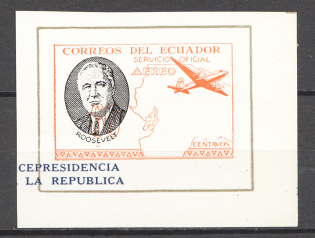 CORREOS DEL ECUADOR
SERVICIO OFICIAL
AEREO
ROOSEVELT
CENTAVOS
CEPRESIDENCIA
LA REPUBLICA